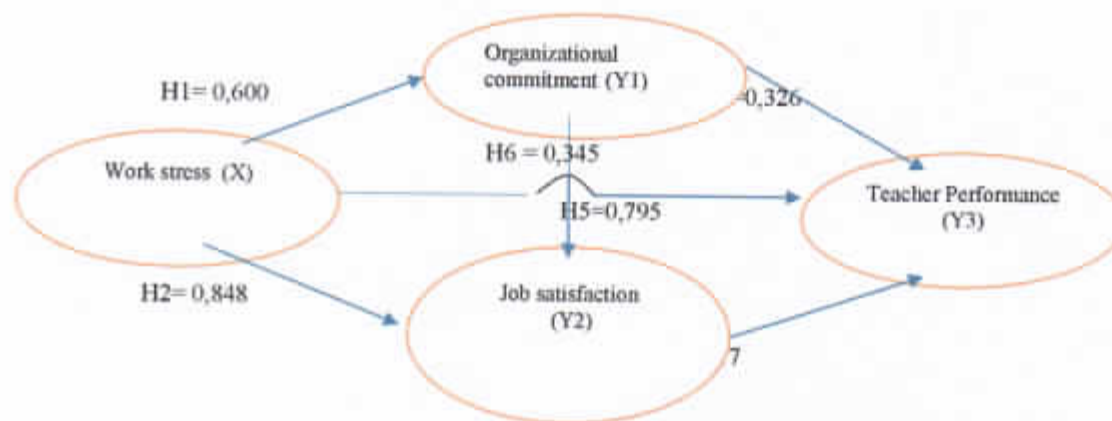 Organizational
commitment (Y1)
H1= 0,600
-0,326
H6 = 0,345
Work stress (X)
Teacher Performance
(Y3)
H5=0,795
H2= 0,848
Job satisfaction
(Y2)
7